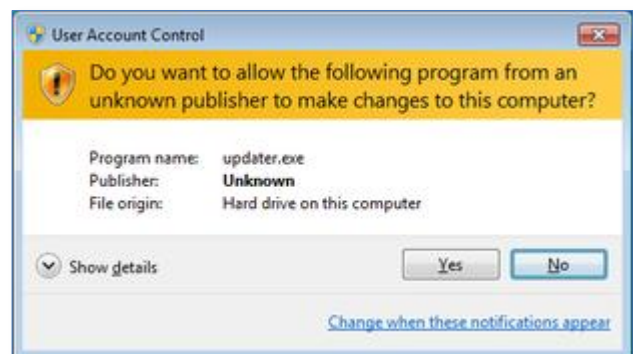 User Account Control
Do you want to allow the following program from an
unknown publisher to make changes to this computer?
Program name: updater.exe
Publisher: Unknown
File origin: Hard drive on this computer
Show details
Yes
No
Change when these notifications appear